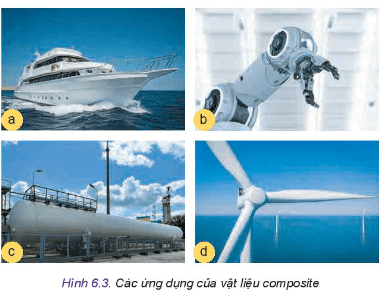 a
b
c
d
Hình 6.3. Các ứng dụng của vật liệu composite